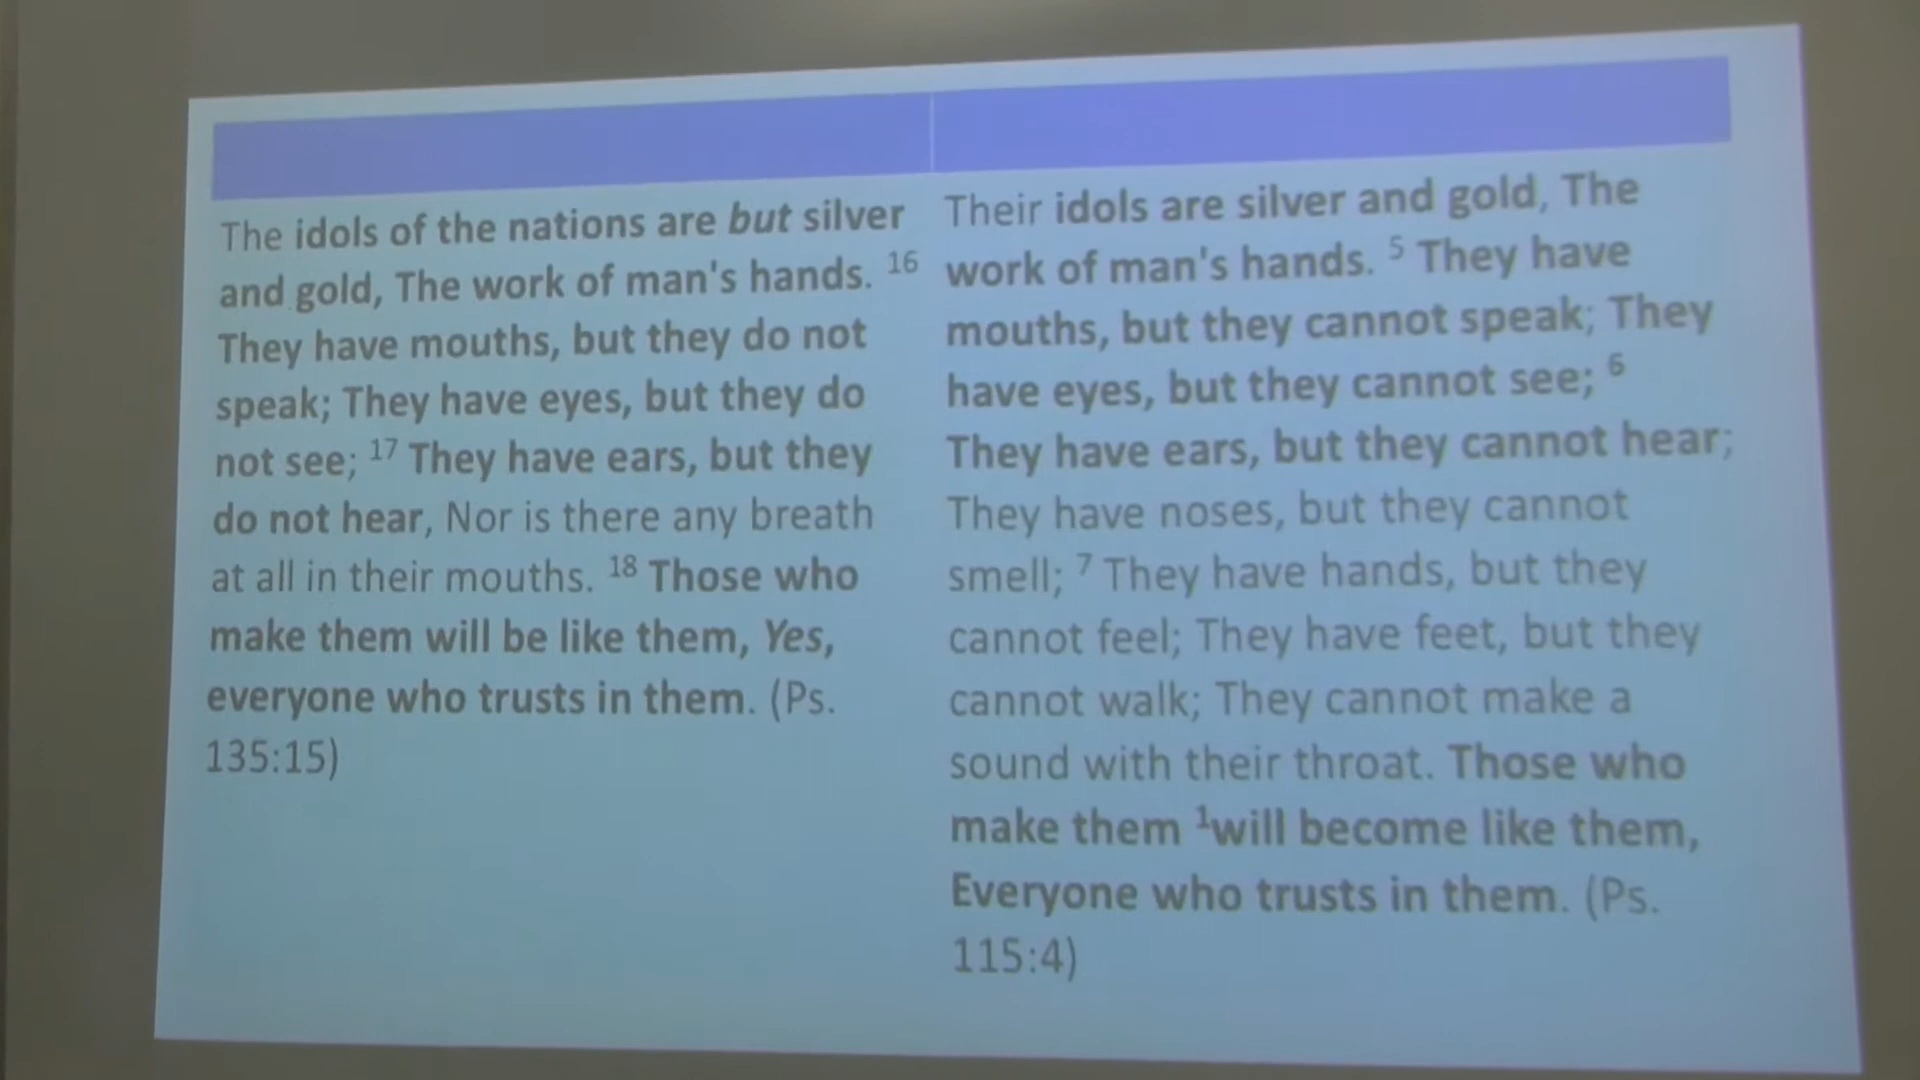 The idols of the nations are but silver
and gold, The work of man's hands. 16
They have mouths, but they do not
speak; They have eyes, but they do
not see; 17 They have ears, but they
do not hear, Nor is there any breath
at all in their mouths. 18 Those who
make them will be like them, Yes,
everyone who trusts in them. (Ps.
135:15)
Their idols are silver and gold, The
work of man's hands. 5 They have
mouths, but they cannot speak; They
have eyes, but they cannot see; 6
They have ears, but they cannot hear;
They have noses, but they cannot
smell; 7 They have hands, but they
cannot feel; They have feet, but they
cannot walk; They cannot make a
sound with their throat. Those who
make them 1will become like them,
Everyone who trusts in them. (Ps.
115:4)